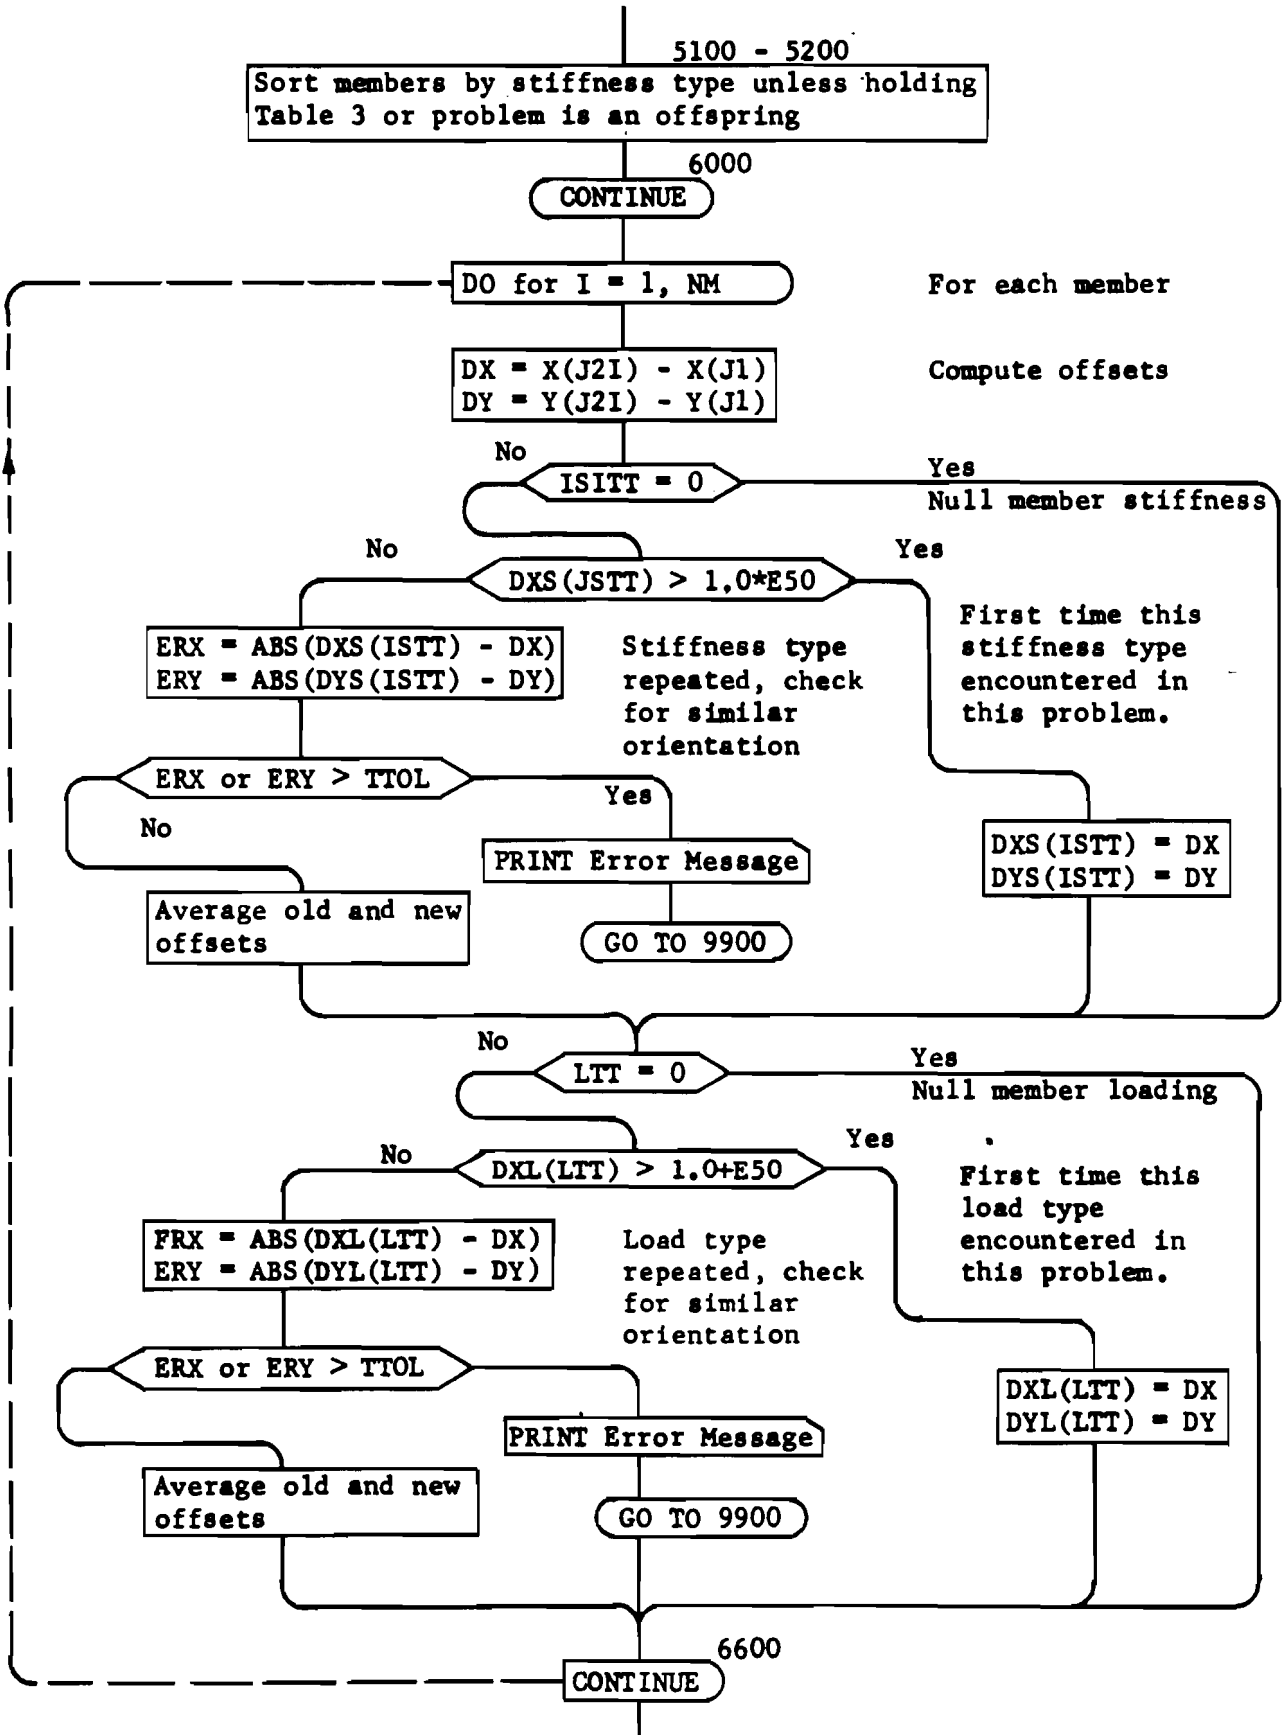 5100 - 5200
Sort members by stiffness type unless holding
Table 3 or problem is an offspring
6000
CONTINUE
DO for I = 1, NM
For each member
DX = X(J2I) - X(J1)
DY = Y(J2I) - Y(J1)
Compute offsets
No
ISITT = 0
Yes
Null member stiffness
No
DXS(JSTT) > 1,0*E50
Yes
ERX = ABS(DXS(ISTT) - DX)
ERY = ABS(DYS(ISTT) - DY)
Stiffness type
repeated, check
for similar
orientation
First time this
stiffness type
encountered in
this problem.
ERX or ERY > TTOL
Yes
No
PRINT Error Message
DXS(ISTT) = DX
DYS(ISTT) = DY
Average old and new
offsets
GO TO 9900
No
LTT = 0
Yes
Null member loading
No
DXL(LTT) > 1.0+E50
Yes
First time this
load type
encountered in
this problem.
FRX = ABS(DXL(LTT) - DX)
ERY = ABS(DYL(LTT) - DY)
Load type
repeated, check
for similar
orientation
ERX or ERY > TTOL
DXL(LTT) = DX
DYL(LTT) = DY
PRINT Error Message
Average old and new
offsets
GO TO 9900
6600
CONTINUE